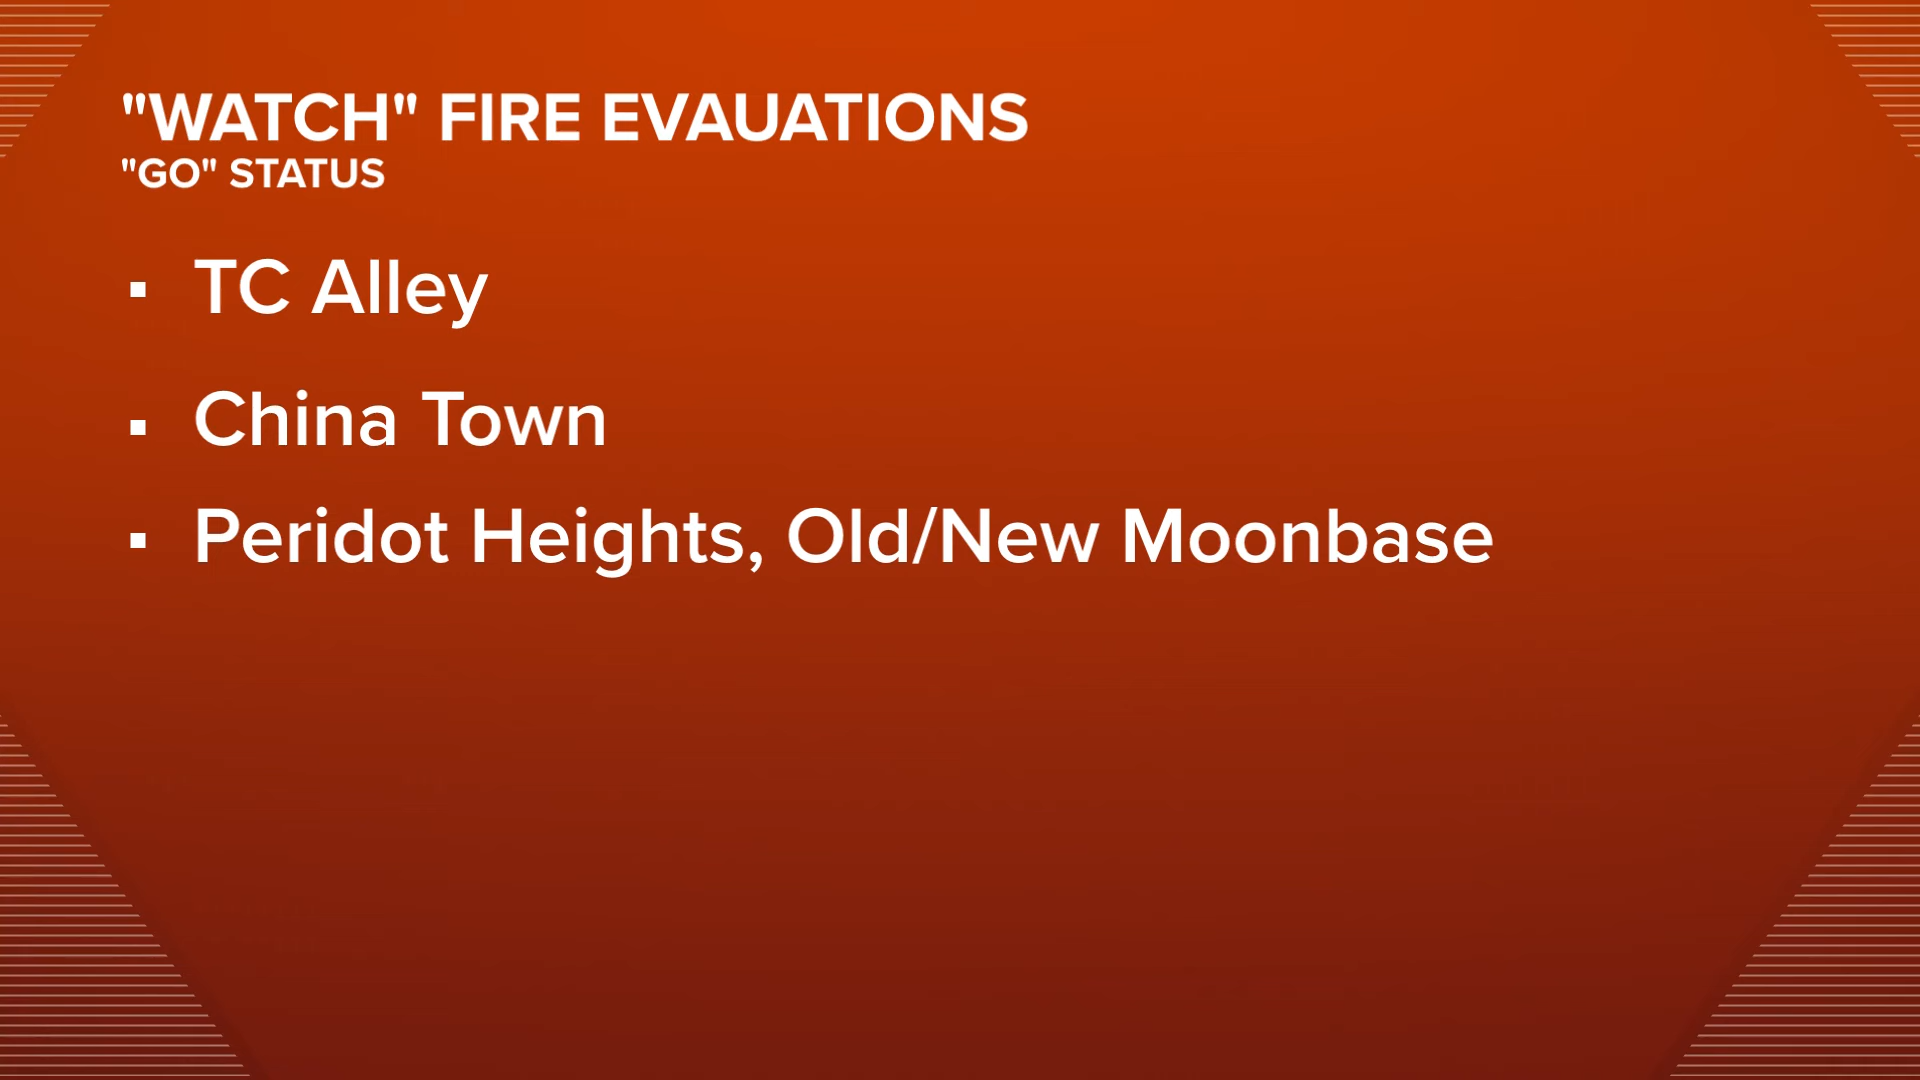 "WATCH" FIRE EVAUATIONS
"GO" STATUS
▪ TC Alley
▪ China Town
▪ Peridot Heights, Old/New Moonbase